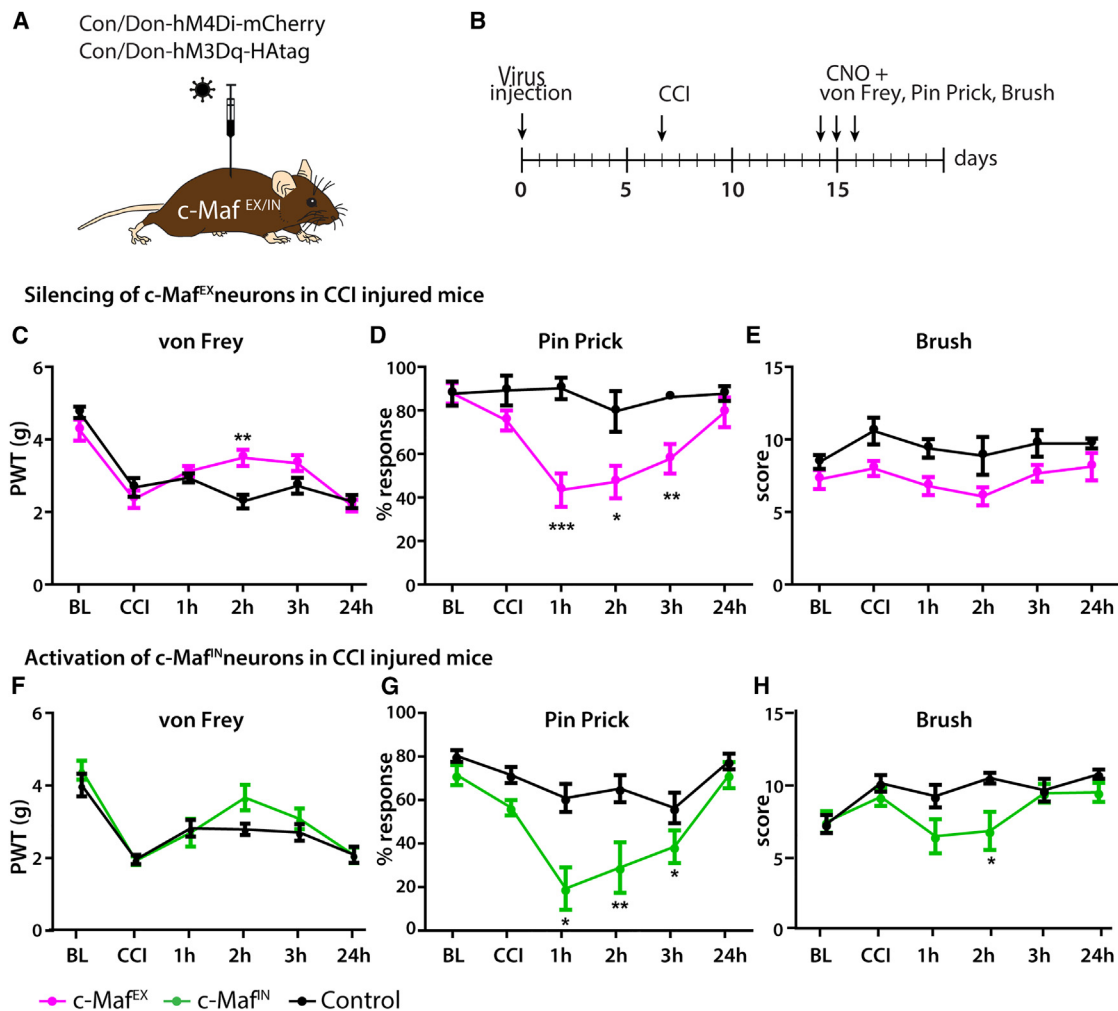 A
Con/Don-hM4Di-mCherry
Con/Don-hM3Dq-HAtag
c-Maf EX/IN
B
Virus
injection
CCI
CNO +
von Frey, Pin Prick, Brush
days
0 5 10 15
Silencing of c-MafEX neurons in CCI injured mice
C
von Frey
PWT (g)
6
4
2
0
**
BL CCI 1h 2h 3h 24h
D
Pin Prick
% response
100
80
60
40
20
0
*** * **
BL CCI 1h 2h 3h 24h
E
Brush
score
15
10
5
0
BL CCI 1h 2h 3h 24h
Activation of c-MafIN neurons in CCI injured mice
F
von Frey
PWT (g)
6
4
2
0
BL CCI 1h 2h 3h 24h
G
Pin Prick
% response
100
80
60
40
20
0
* ** *
BL CCI 1h 2h 3h 24h
H
Brush
score
15
10
5
0
*
BL CCI 1h 2h 3h 24h
c-MafEX c-MafIN Control